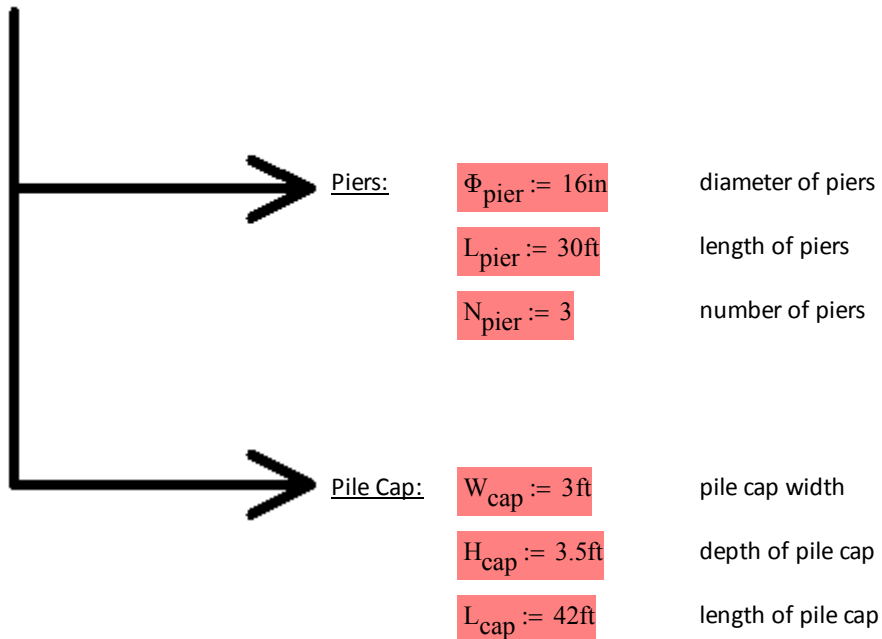 Piers: Φpier := 16in diameter of piers
Lpier := 30ft length of piers
Npier := 3 number of piers
Pile Cap: Wcap := 3ft pile cap width
Hcap := 3.5ft depth of pile cap
Lcap := 42ft length of pile cap